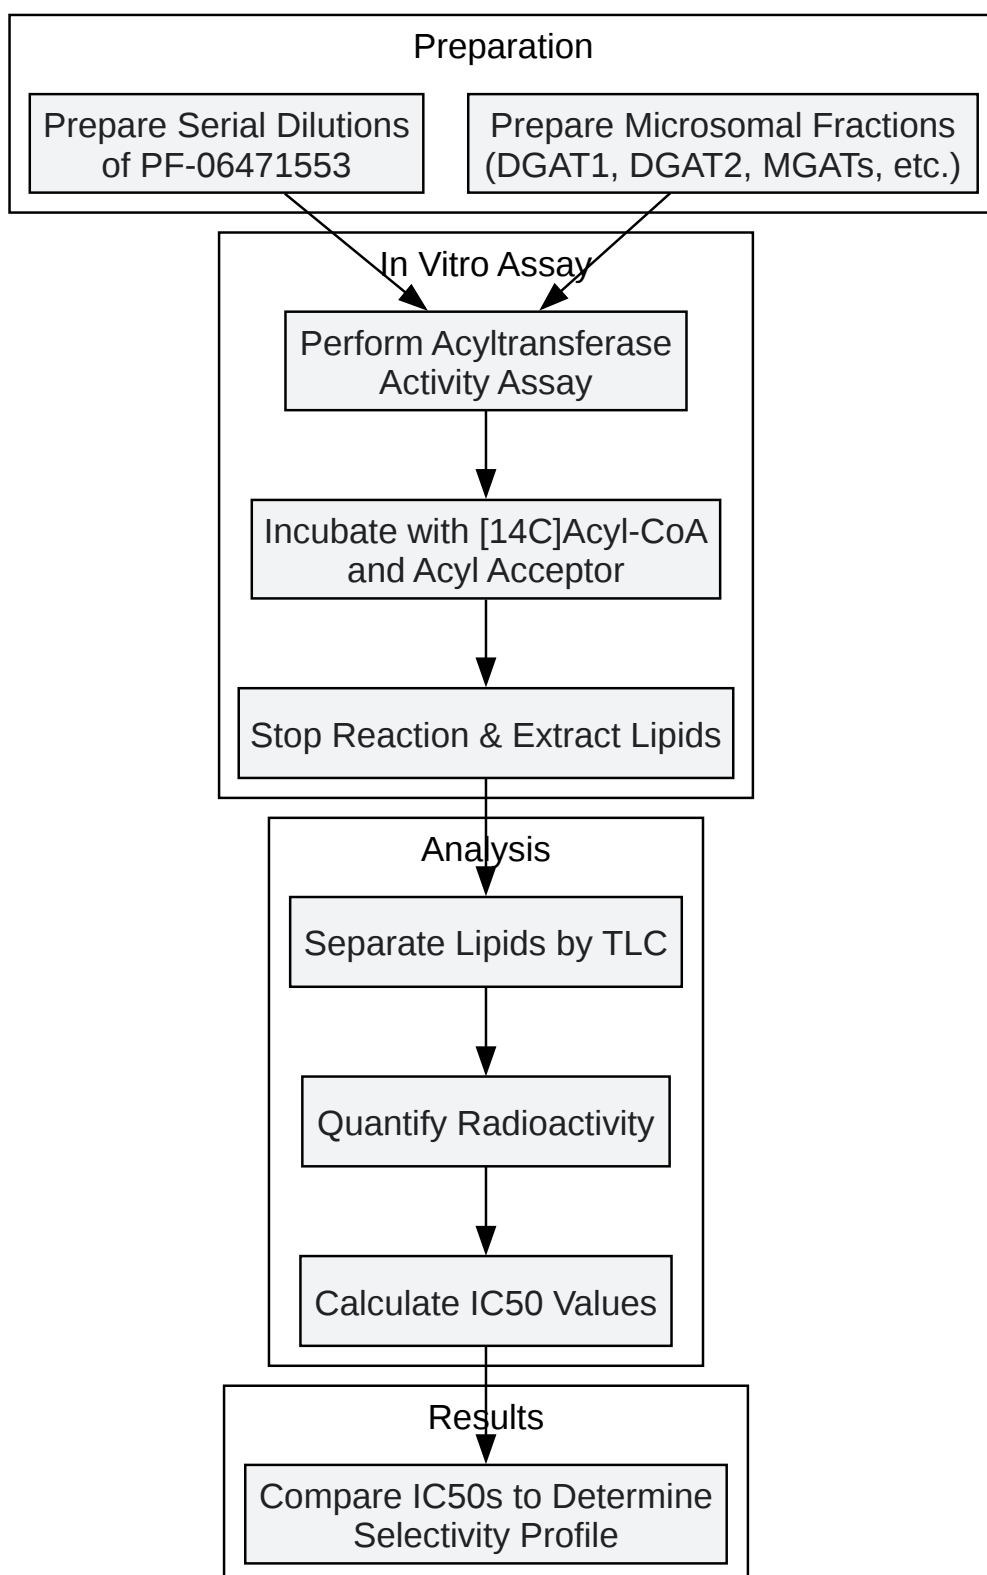 Preparation
Prepare Serial Dilutions
of PF-06471553
Prepare Microsomal Fractions
(DGAT1, DGAT2, MGATs, etc.)
In Vitro Assay
Perform Acyltransferase
Activity Assay
Incubate with [14C]Acyl-CoA
and Acyl Acceptor
Stop Reaction & Extract Lipids
Analysis
Separate Lipids by TLC
Quantify Radioactivity
Calculate IC50 Values
Results
Compare IC50s to Determine
Selectivity Profile